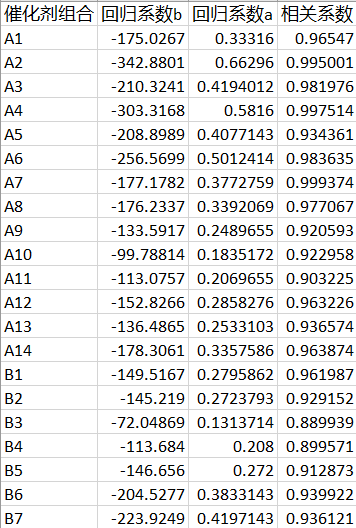 催化剂组合 回归系数b 回归系数a 相关系数
A1 -175.0267 0.33316 0.96547
A2 -342.8801 0.66296 0.995001
A3 -210.3241 0.4194012 0.981976
A4 -303.3168 0.5816 0.997514
A5 -208.8989 0.4077143 0.934361
A6 -256.5699 0.5012414 0.983635
A7 -177.1782 0.3772759 0.999374
A8 -176.2337 0.3392069 0.977067
A9 -133.5917 0.2489655 0.920593
A10 -99.78814 0.1835172 0.922958
A11 -113.0757 0.2069655 0.903225
A12 -152.8266 0.2858276 0.963226
A13 -136.4865 0.2533103 0.936574
A14 -178.3061 0.3357586 0.963874
B1 -149.5167 0.2795862 0.961987
B2 -145.219 0.2723793 0.929152
B3 -72.04869 0.1313714 0.889939
B4 -113.684 0.208 0.899571
B5 -146.656 0.272 0.912873
B6 -204.5277 0.3833143 0.939922
B7 -223.9249 0.4197143 0.936121